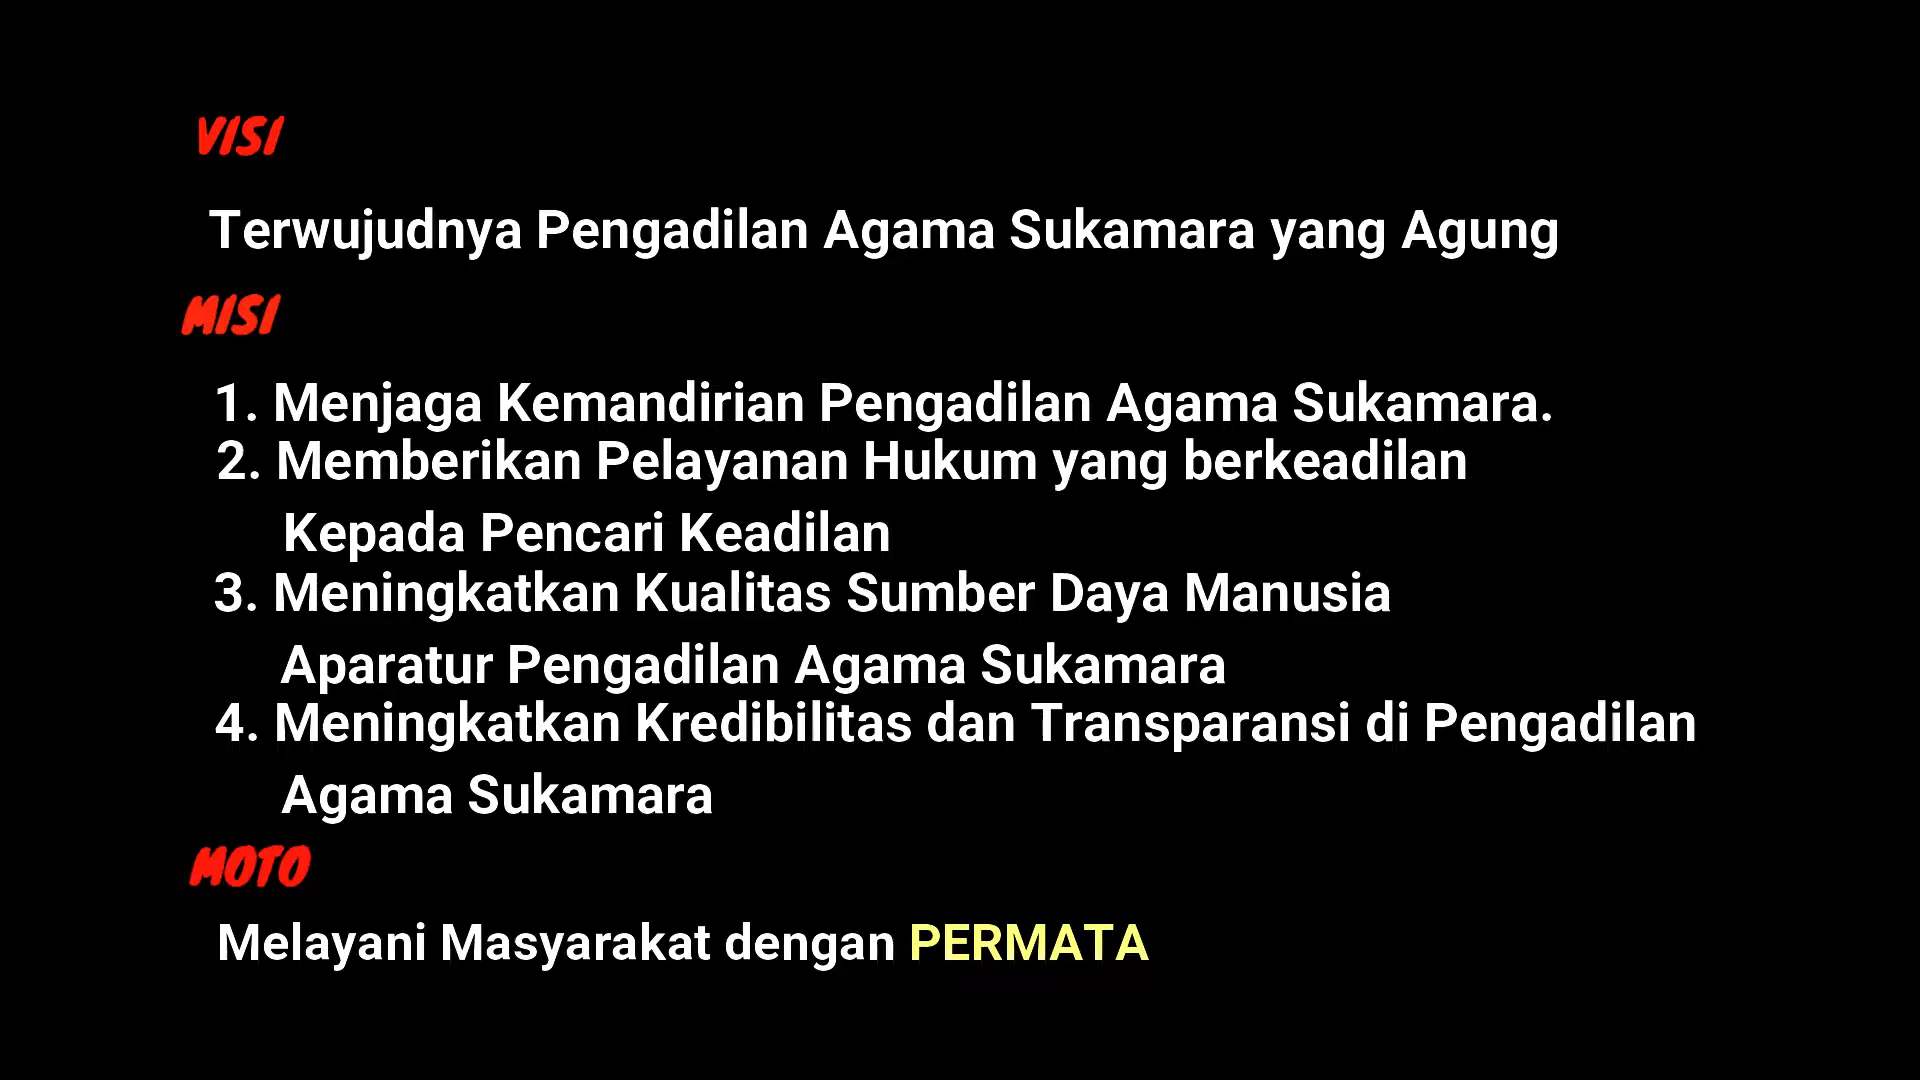 VISI
Terwujudnya Pengadilan Agama Sukamara yang Agung
MISI
1. Menjaga Kemandirian Pengadilan Agama Sukamara.
2. Memberikan Pelayanan Hukum yang berkeadilan
Kepada Pencari Keadilan
3. Meningkatkan Kualitas Sumber Daya Manusia
Aparatur Pengadilan Agama Sukamara
4. Meningkatkan Kredibilitas dan Transparansi di Pengadilan
Agama Sukamara
MOTO
Melayani Masyarakat dengan PERMATA